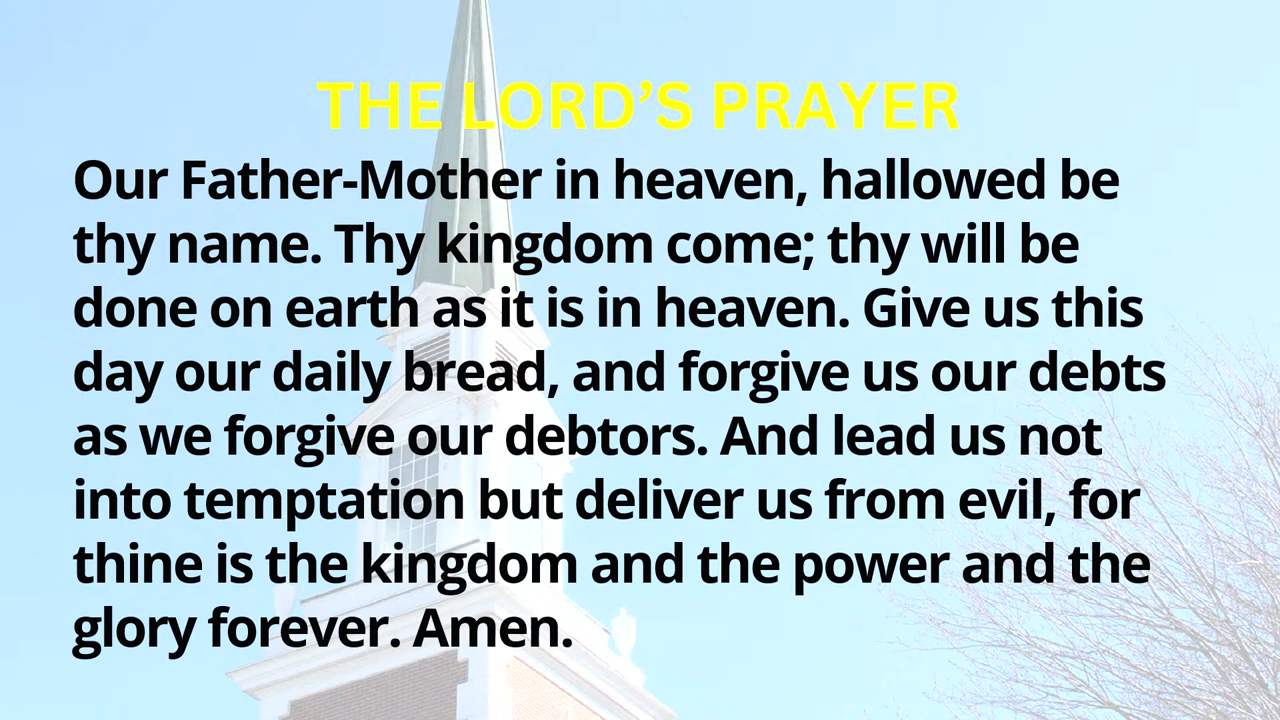 THE LORD’S PRAYER
Our Father-Mother in heaven, hallowed be
thy name. Thy kingdom come; thy will be
done on earth as it is in heaven. Give us this
day our daily bread, and forgive us our debts
as we forgive our debtors. And lead us not
into temptation but deliver us from evil, for
thine is the kingdom and the power and the
glory forever. Amen.